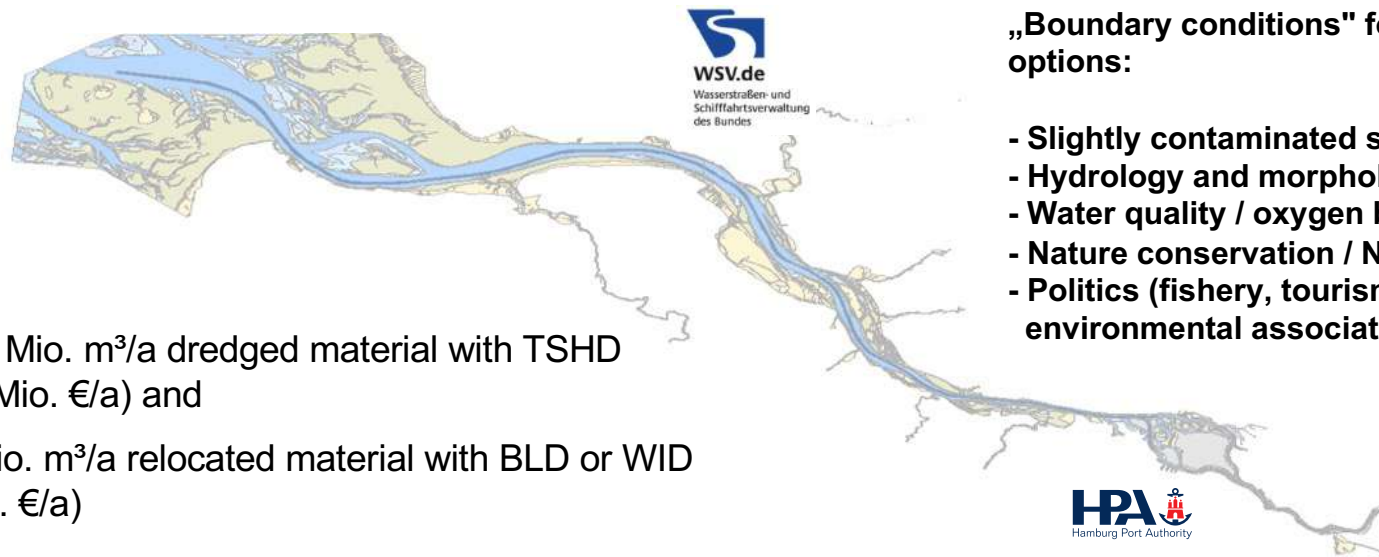 WSV.de
Wasserstraßen- und
Schifffahrtsverwaltung
des Bundes
„Boundary conditions" f
options:
- Slightly contaminated s
- Hydrology and morphol
- Water quality / oxygen
- Nature conservation / N
- Politics (fishery, touris
environmental associat
Mio. m³/a dredged material with TSHD
Mio. €/a) and
io. m³/a relocated material with BLD or WID
. €/a)
HPA
Hamburg Port Authority